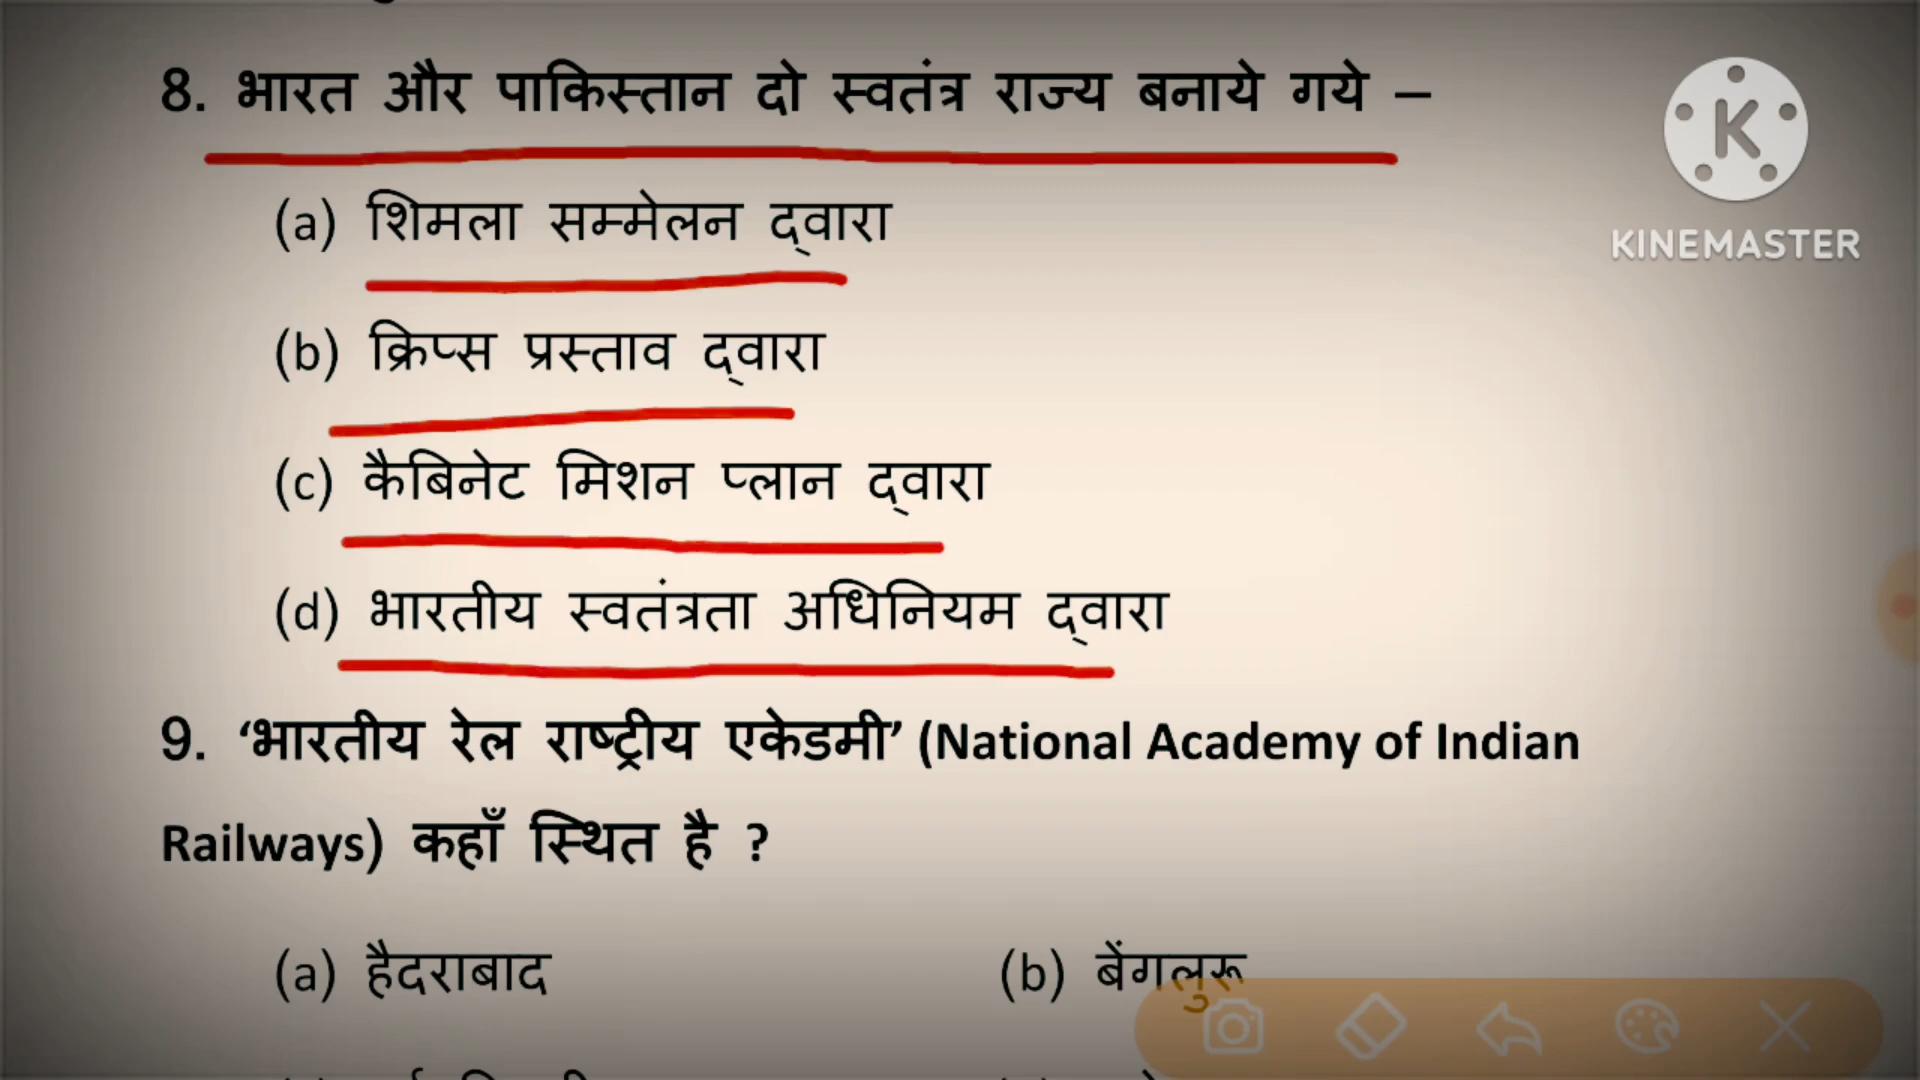 8. भारत और पाकिस्तान दो स्वतंत्र राज्य बनाये गये –
K
KINEMASTER
(a) शिमला सम्मेलन द्वारा
(b) क्रिप्स प्रस्ताव द्वारा
(c) कैबिनेट मिशन प्लान द्वारा
(d) भारतीय स्वतंत्रता अधिनियम द्वारा
9. ‘भारतीय रेल राष्ट्रीय एकेडमी’ (National Academy of Indian
Railways) कहाँ स्थित है ?
(a) हैदराबाद (b) बेंगलुरू